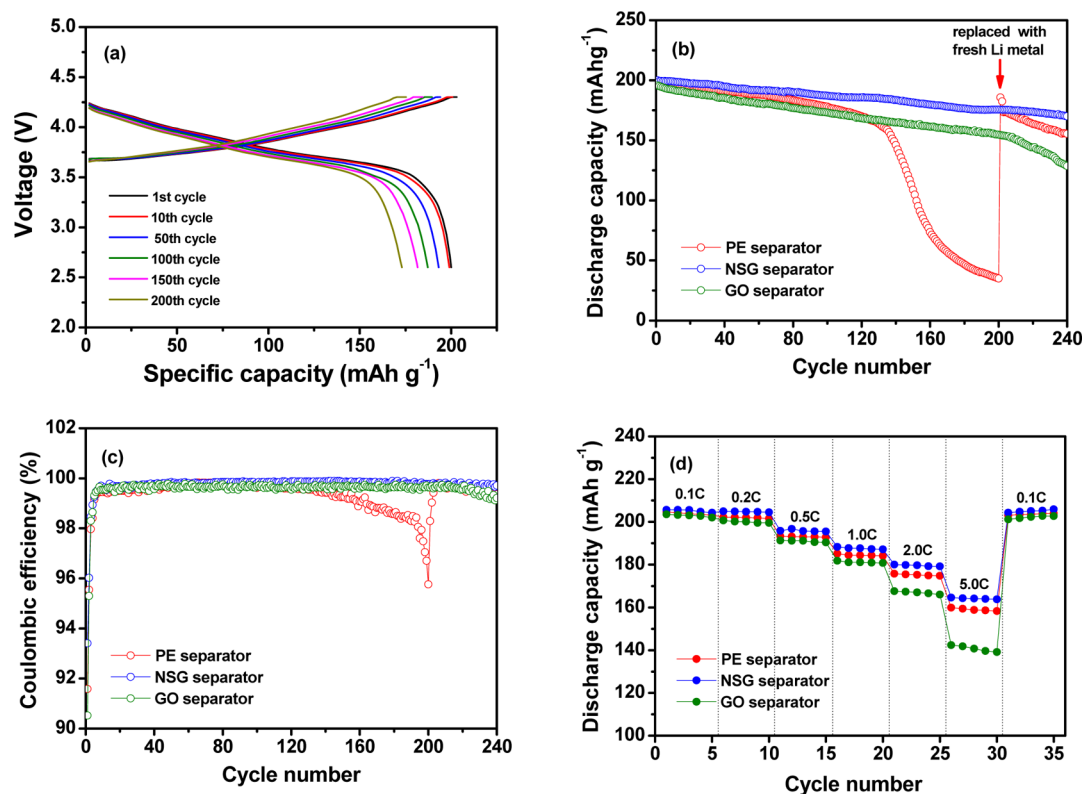 (a)
Voltage (V)
5.0
4.5
4.0
3.5
3.0
2.5
2.0
1st cycle
10th cycle
50th cycle
100th cycle
150th cycle
200th cycle
0 50 100 150 200
Specific capacity (mAh g⁻¹)
(b)
replaced with
fresh Li metal
Discharge capacity (mAhg⁻¹)
250
200
150
100
50
0
PE separator
NSG separator
GO separator
0 40 80 120 160 200 240
Cycle number
(c)
Coulombic efficiency (%)
102
100
98
96
94
92
90
PE separator
NSG separator
GO separator
0 40 80 120 160 200 240
Cycle number
(d)
Discharge capacity (mAh g⁻¹)
240
220
200
180
160
140
120
100
0.1C 0.2C 0.5C 1.0C 2.0C 5.0C 0.1C
PE separator
NSG separator
GO separator
0 5 10 15 20 25 30 35
Cycle number